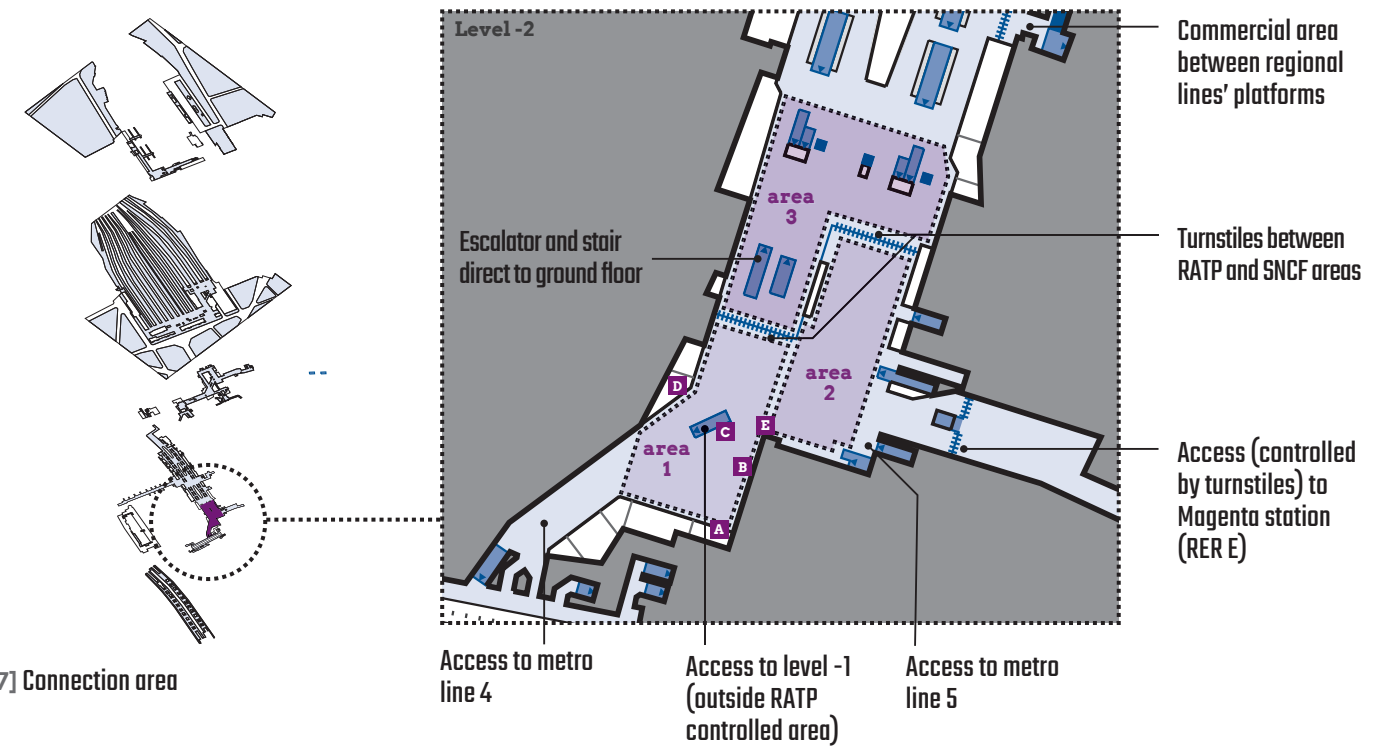 Level -2
Commercial area
between regional
lines’ platforms
area
3
Escalator and stair
direct to ground floor
Turnstiles between
RATP and SNCF areas
area
2
D
C
E
area
1
B
A
Access (controlled
by turnstiles) to
Magenta station
(RER E)
Access to metro
line 4
Access to level -1
(outside RATP
controlled area)
Access to metro
line 5
7] Connection area